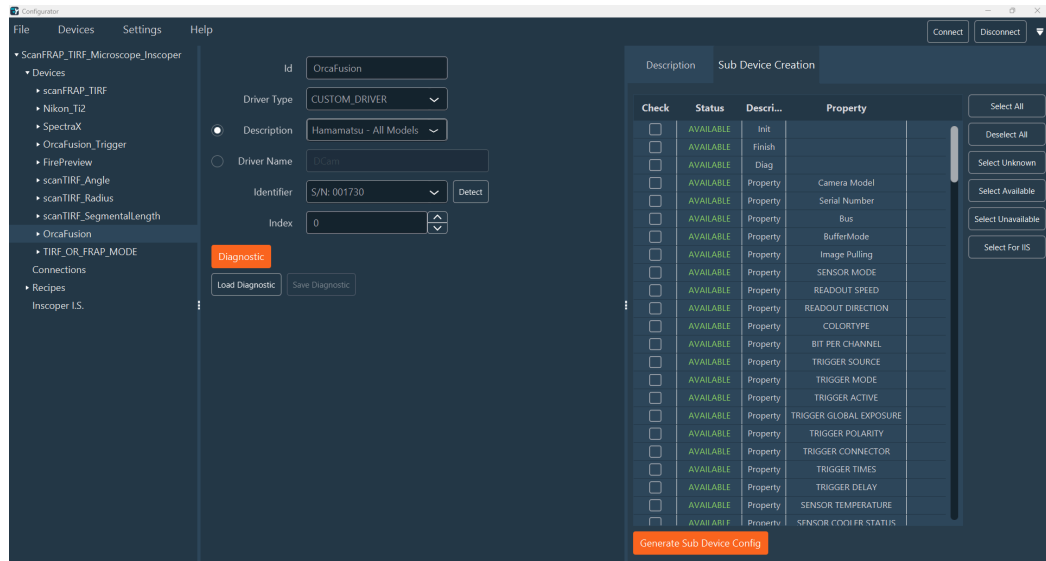 Configurator
File Devices Settings Help
Connect Disconnect
ScanFRAP_TIRF_Microscope_Inscoper
Devices
scanFRAP_TIRF
Nikon_Ti2
SpectraX
OrcaFusion_Trigger
FirePreview
scanTIRF_Angle
scanTIRF_Radius
scanTIRF_SegmentalLength
OrcaFusion
TIRF_OR_FRAP_MODE
Connections
Recipes
Inscoper I.S.
Id OrcaFusion
Driver Type CUSTOM_DRIVER
Description Hamamatsu - All Models
Driver Name DCam
Identifier S/N: 001730 Detect
Index 0
Diagnostic
Load Diagnostic Save Diagnostic
Description Sub Device Creation
Check Status Descri... Property
AVAILABLE Init
AVAILABLE Finish
AVAILABLE Diag
AVAILABLE Property Camera Model
AVAILABLE Property Serial Number
AVAILABLE Property Bus
AVAILABLE Property BufferMode
AVAILABLE Property Image Pulling
AVAILABLE Property SENSOR MODE
AVAILABLE Property READOUT SPEED
AVAILABLE Property READOUT DIRECTION
AVAILABLE Property COLORTYPE
AVAILABLE Property BIT PER CHANNEL
AVAILABLE Property TRIGGER SOURCE
AVAILABLE Property TRIGGER MODE
AVAILABLE Property TRIGGER ACTIVE
AVAILABLE Property TRIGGER GLOBAL EXPOSURE
AVAILABLE Property TRIGGER POLARITY
AVAILABLE Property TRIGGER CONNECTOR
AVAILABLE Property TRIGGER TIMES
AVAILABLE Property TRIGGER DELAY
AVAILABLE Property SENSOR TEMPERATURE
AVAILABLE Property SENSOR COOLER STATUS
Select All
Deselect All
Select Unknown
Select Available
Select Unavailable
Select For IIS
Generate Sub Device Config